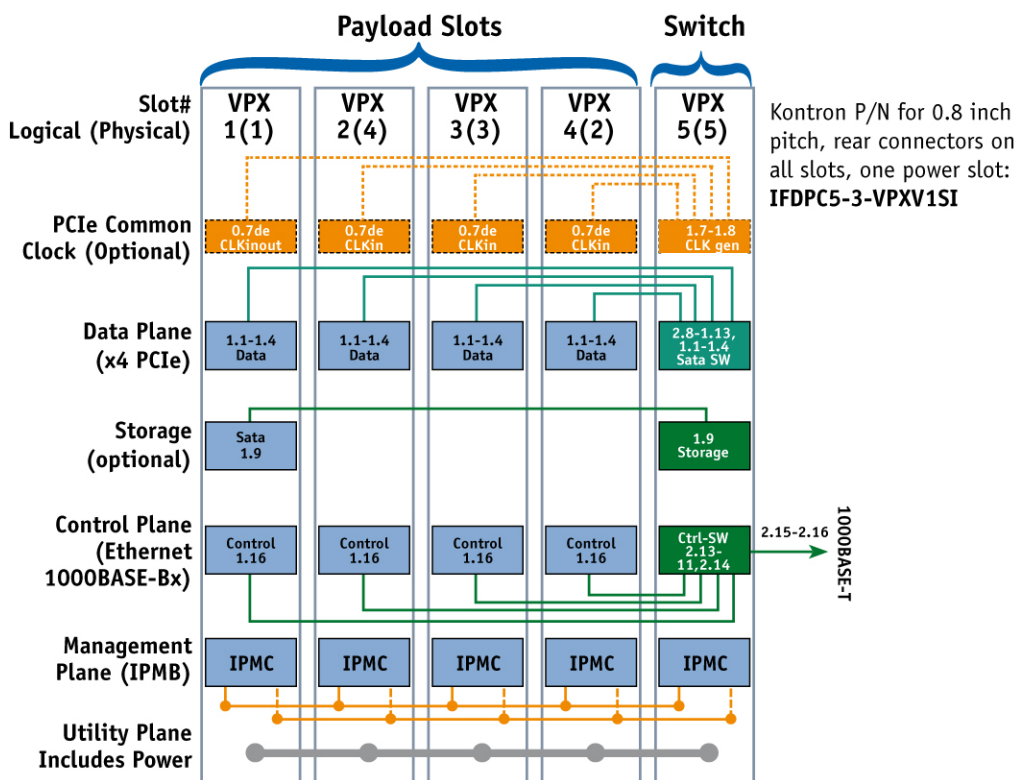 Payload Slots
Switch
Slot#
Logical (Physical)
VPX
1(1)
VPX
2(4)
VPX
3(3)
VPX
4(2)
VPX
5(5)
Kontron P/N for 0.8 inch
pitch, rear connectors on
all slots, one power slot:
IFDPC5-3-VPXV1SI
PCIe Common
Clock (Optional)
0.7de
CLKinout
0.7de
CLKin
0.7de
CLKin
0.7de
CLKin
1.7-1.8
CLK gen
Data Plane
(x4 PCIe)
1.1-1.4
Data
1.1-1.4
Data
1.1-1.4
Data
1.1-1.4
Data
2.8-1.13,
1.1-1.4
Sata SW
Storage
(optional)
Sata
1.9
1.9
Storage
Control Plane
(Ethernet
1000BASE-Bx)
Control
1.16
Control
1.16
Control
1.16
Control
1.16
Ctrl-SW
2.13-
11,2.14
2.15-2.16
1000BASE-T
Management
Plane (IPMB)
IPMC
IPMC
IPMC
IPMC
IPMC
Utility Plane
Includes Power